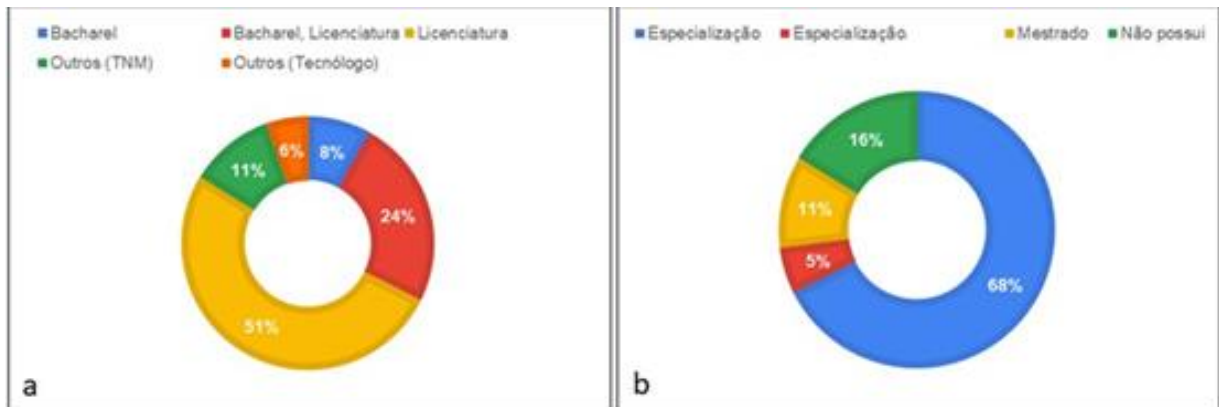 Bacharel Bacharel, Licenciatura Licenciatura
Outros (TNM) Outros (Tecnólogo)
6% 8%
11%
24%
51%
a
Especialização Especialização Mestrado Não possui
16%
11%
5%
68%
b